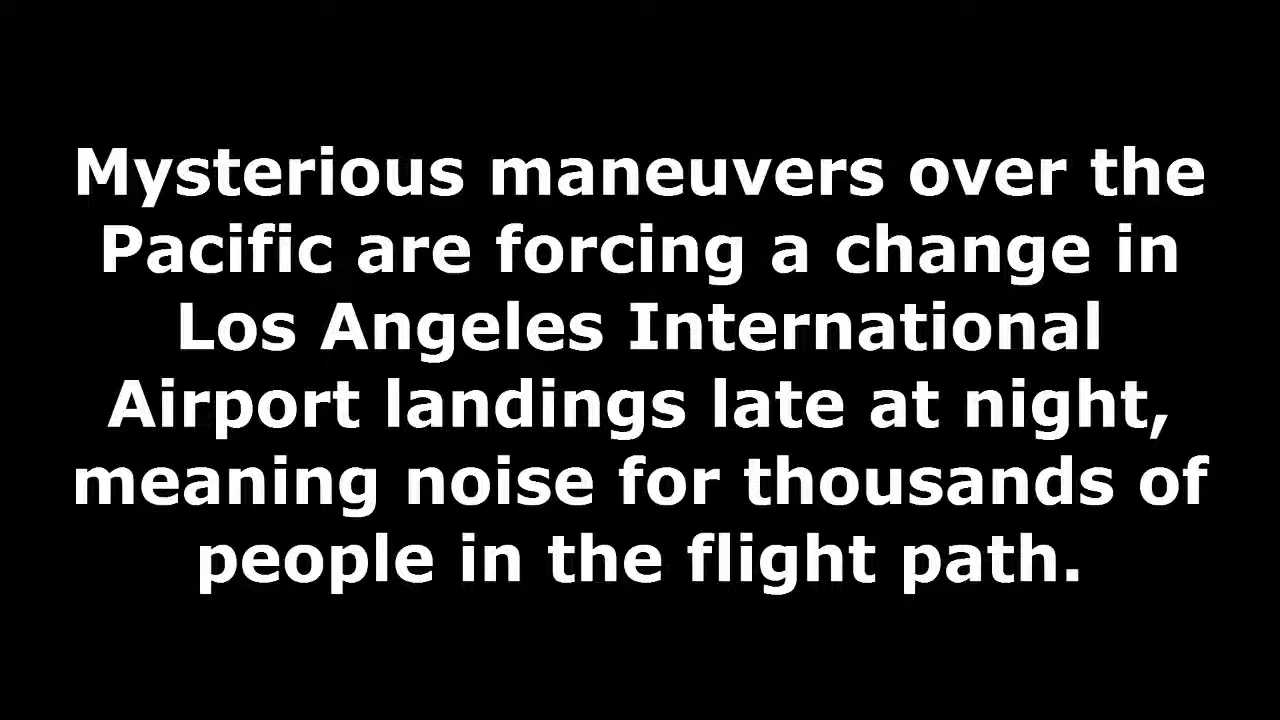 Mysterious maneuvers over the
Pacific are forcing a change in
Los Angeles International
Airport landings late at night,
meaning noise for thousands of
people in the flight path.